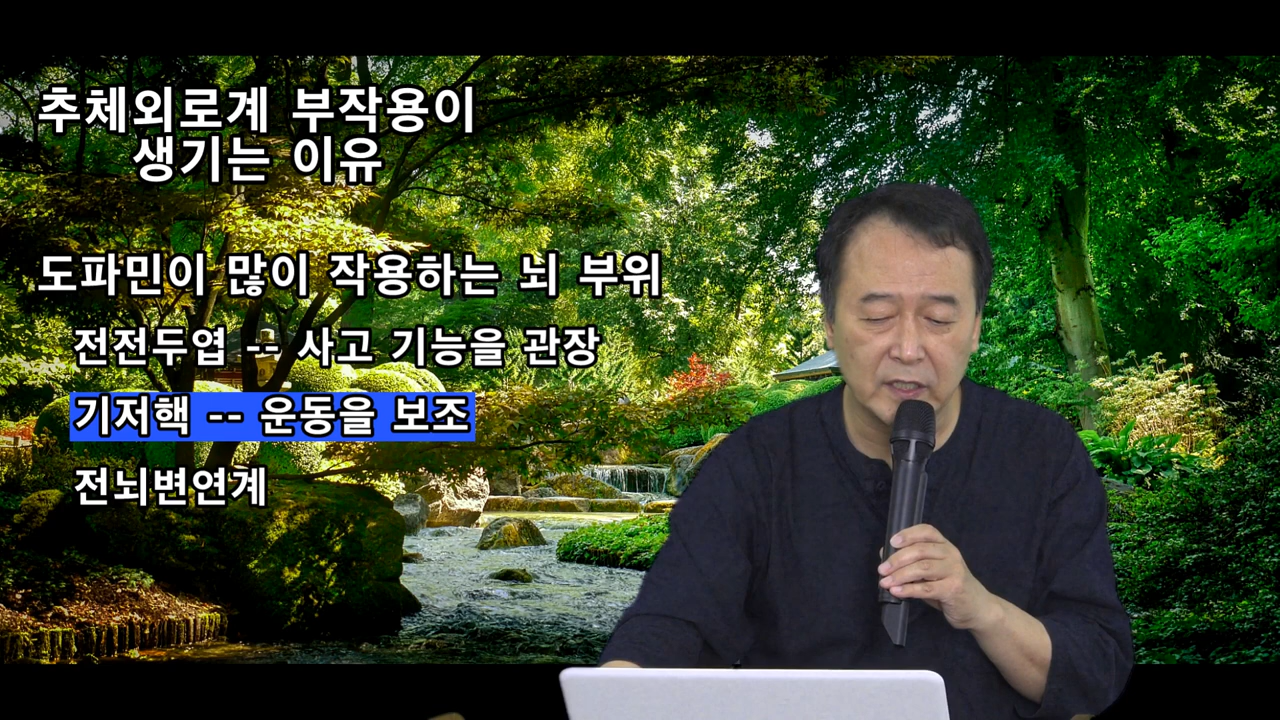 추체외로계 부작용이
생기는 이유
도파민이 많이 작용하는 뇌 부위
전전두엽 -- 사고 기능을 관장
기저핵 -- 운동을 보조
전뇌변연계